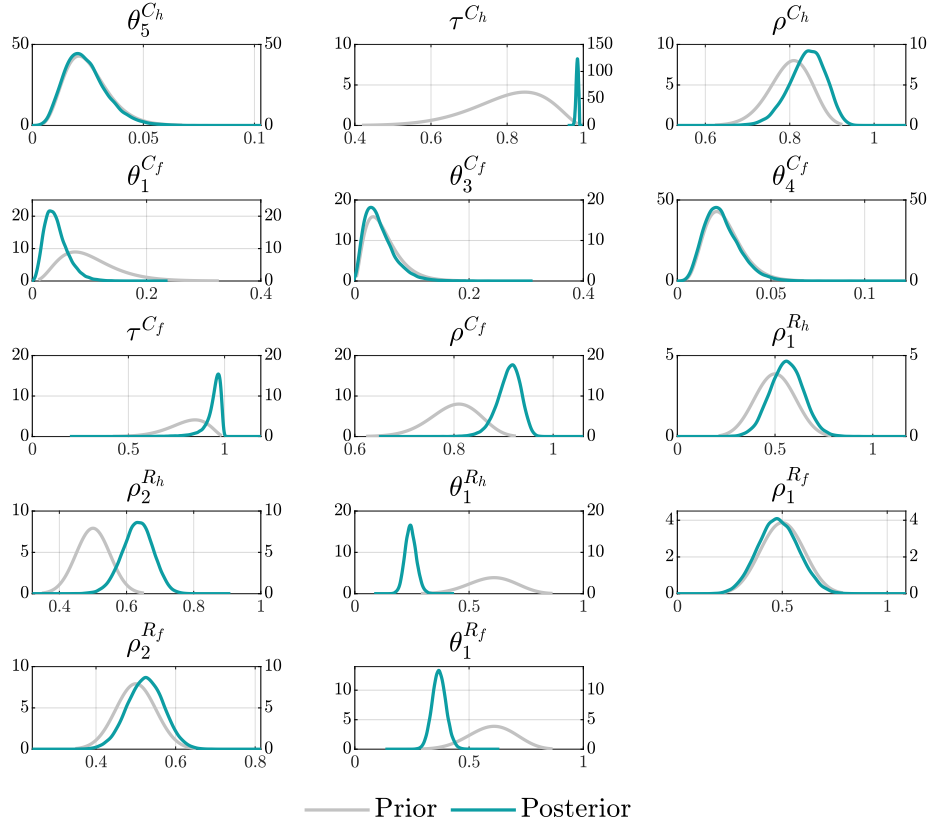 θ_5^{C_h} τ^{C_h} ρ^{C_h}
50 50 10 150 10 10
100
5 5 5
50
0 0 0 0 0 0
0 0.05 0.1 0.4 0.6 0.8 1 0.6 0.8 1
θ_1^{C_f} θ_3^{C_f} θ_4^{C_f}
20 20 20 20 50 50
10 10 10 10
0 0 0 0 0 0
0 0.2 0.4 0 0.2 0.4 0 0.05 0.1
τ^{C_f} ρ^{C_f} ρ_1^{R_h}
20 20 20 20 5 5
10 10 10 10
0 0 0 0 0 0
0 0.5 1 0.6 0.8 1 0 0.5 1
ρ_2^{R_h} θ_1^{R_h} ρ_1^{R_f}
10 10 20 20 4 4
5 5 10 10 2 2
0 0 0 0 0 0
0.4 0.6 0.8 1 0 0.5 1 0 0.5 1
ρ_2^{R_f} θ_1^{R_f}
10 10 10 10
5 5 5 5
0 0 0 0
0.4 0.6 0.8 0 0.5 1
Prior Posterior